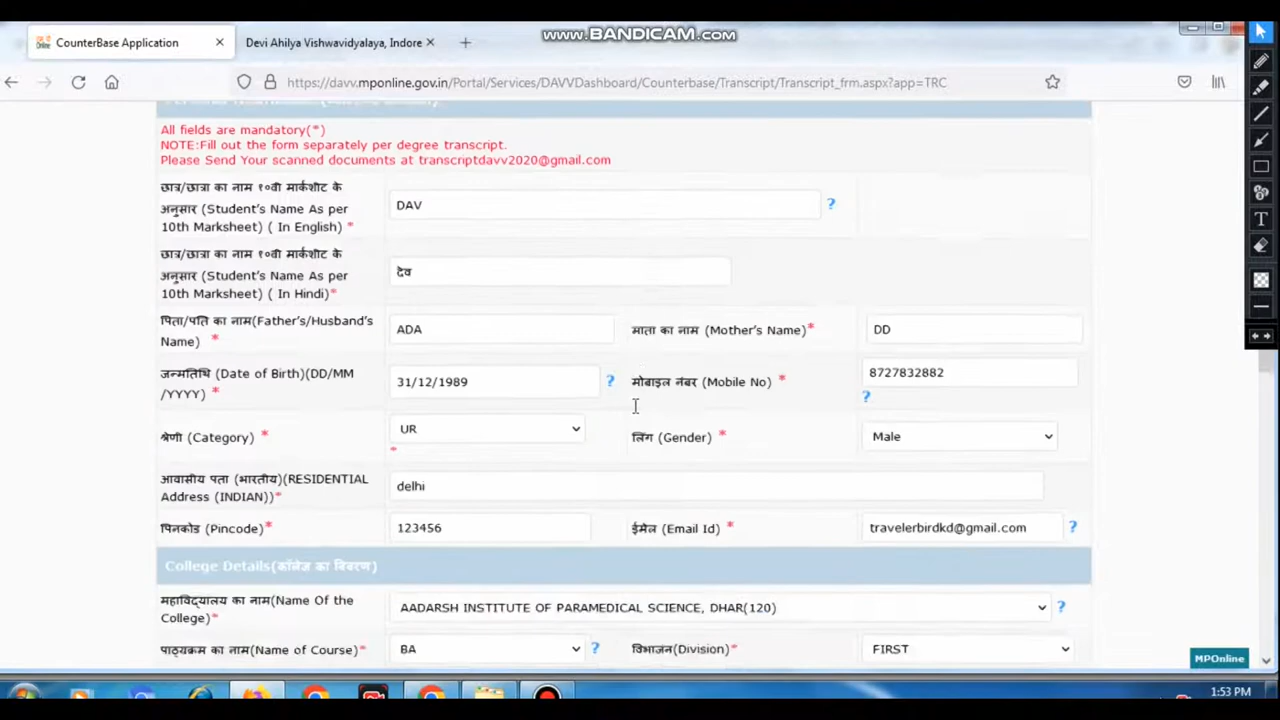 www.BANDICAM.com
CounterBase Application
Devi Ahilya Vishwavidyalaya, Indore
https://davv.mponline.gov.in/Portal/Services/DAVVDashboard/Counterbase/Transcript/Transcript_frm.aspx?app=TRC
All fields are mandatory(*)
NOTE:Fill out the form separately per degree transcript.
Please Send Your scanned documents at transcriptdavv2020@gmail.com
छात्र/छात्रा का नाम १०वी मार्कशीट के
अनुसार (Student's Name As per
10th Marksheet) ( In English) *
DAV
?
छात्र/छात्रा का नाम १०वी मार्कशीट के
अनुसार (Student's Name As per
10th Marksheet) ( In Hindi)*
देव
पिता/पति का नाम(Father's/Husband's
Name) *
ADA
माता का नाम (Mother's Name)*
DD
जन्मतिथि (Date of Birth)(DD/MM
/YYYY) *
31/12/1989
?
मोबाइल नंबर (Mobile No) *
8727832882
?
श्रेणी (Category) *
UR
*
लिंग (Gender) *
Male
आवासीय पता (भारतीय)(RESIDENTIAL
Address (INDIAN))*
delhi
पिनकोड (Pincode)*
123456
ईमेल (Email Id) *
travelerbirdkd@gmail.com
?
College Details(कॉलेज का विवरण)
महाविद्यालय का नाम(Name Of the
College)*
AADARSH INSTITUTE OF PARAMEDICAL SCIENCE, DHAR(120)
?
पाठ्यक्रम का नाम(Name of Course)*
BA
?
विभाजन(Division)*
FIRST
MPOnline
1:53 PM